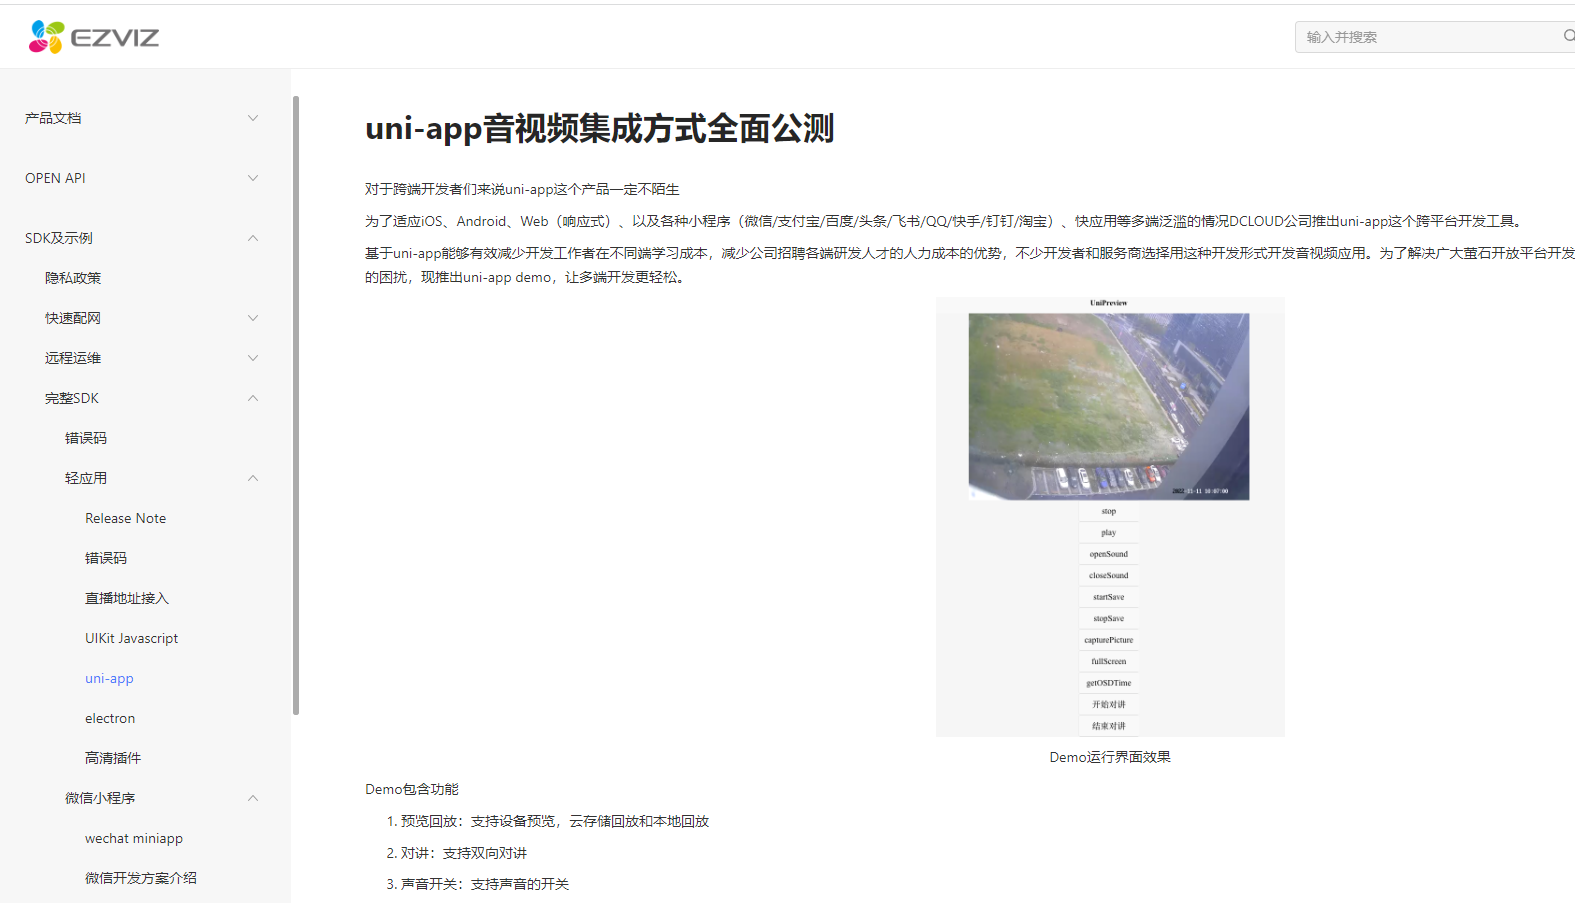 EZVIZ
输入并搜索
产品文档
OPEN API
SDK及示例
隐私政策
快速配网
远程运维
完整SDK
错误码
轻应用
Release Note
错误码
直播地址接入
UIKit Javascript
uni-app
electron
高清插件
微信小程序
wechat miniapp
微信开发方案介绍
uni-app音视频集成方式全面公测
对于跨端开发者们来说uni-app这个产品一定不陌生
为了适应iOS、Android、Web（响应式）、以及各种小程序（微信/支付宝/百度/头条/飞书/QQ/快手/钉钉/淘宝）、快应用等多端泛滥的情况DCLOUD公司推出uni-app这个跨平台开发工具。
基于uni-app能够有效减少开发工作者在不同端学习成本，减少公司招聘各端研发人才的人力成本的优势，不少开发者和服务商选择用这种开发形式开发音视频应用。为了解决广大萤石开放平台开发
的困扰，现推出uni-app demo，让多端开发更轻松。
UniPreview
2022-11-11 10:07:00
stop
play
openSound
closeSound
startSave
stopSave
capturePicture
fullScreen
getOSDTime
开始对讲
结束对讲
Demo运行界面效果
Demo包含功能
1. 预览回放：支持设备预览，云存储回放和本地回放
2. 对讲：支持双向对讲
3. 声音开关：支持声音的开关